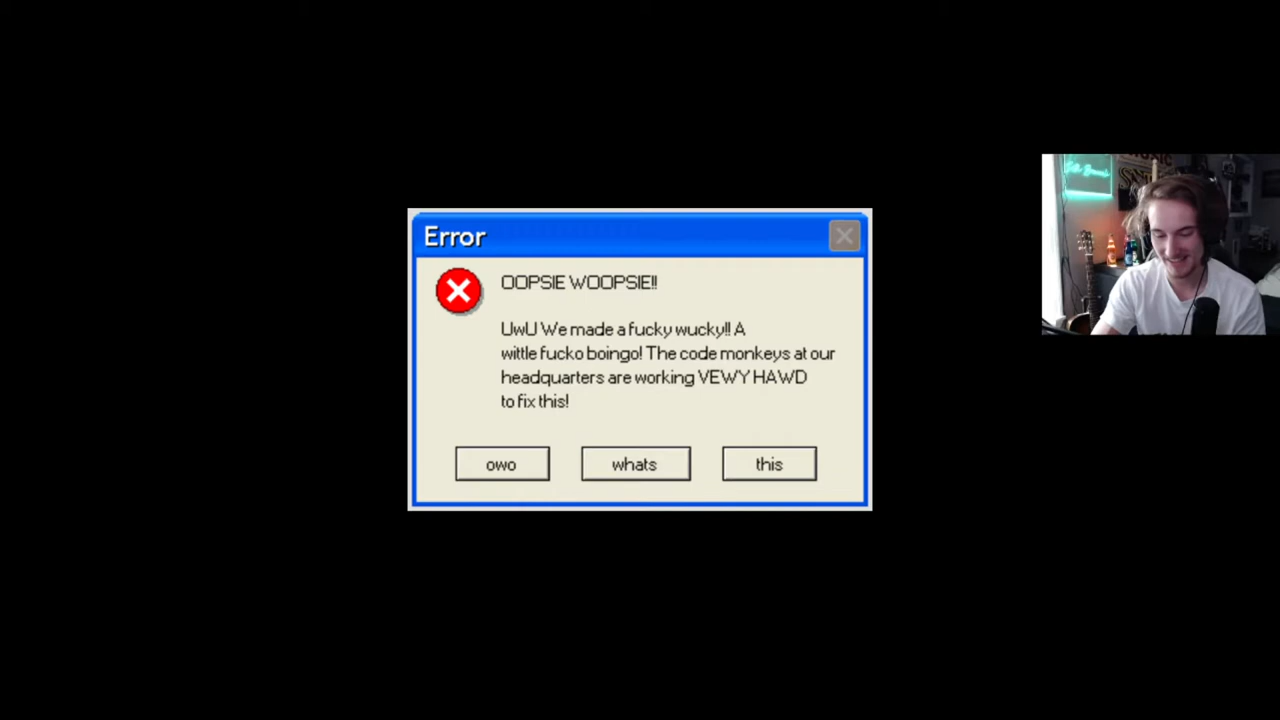 Error
OOPSIE WOOPSIE!!
UwU We made a fucky wucky!! A
wittle fucko boingo! The code monkeys at our
headquarters are working VEWY HAWD
to fix this!
owo
whats
this